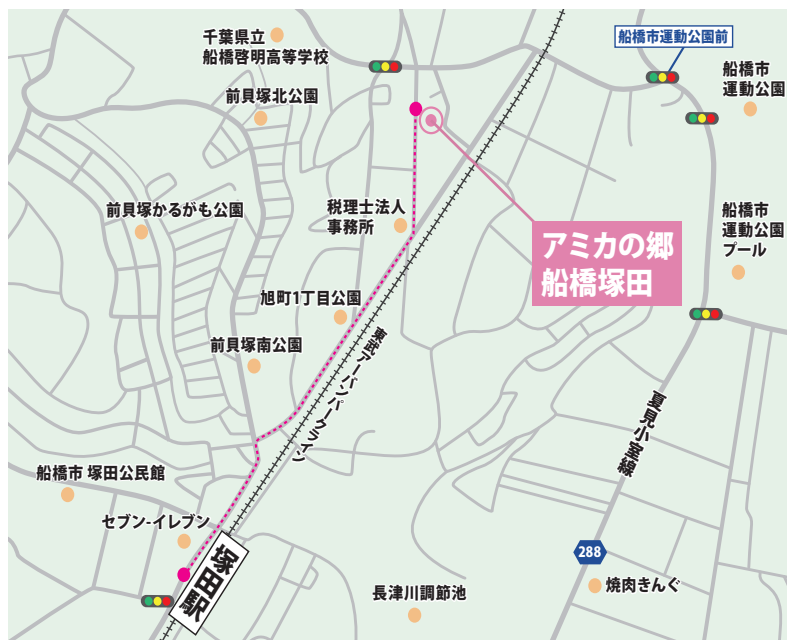 千葉県立
船橋啓明高等学校
船橋市運動公園前
船橋市
運動公園
前貝塚北公園
前貝塚かるがも公園
税理士法人
事務所
船橋市
運動公園
プール
アミカの郷
船橋塚田
旭町1丁目公園
前貝塚南公園
東武アーバンパークライン
夏見小室線
船橋市 塚田公民館
セブン-イレブン
塚田駅
288
長津川調節池
焼肉きんぐ